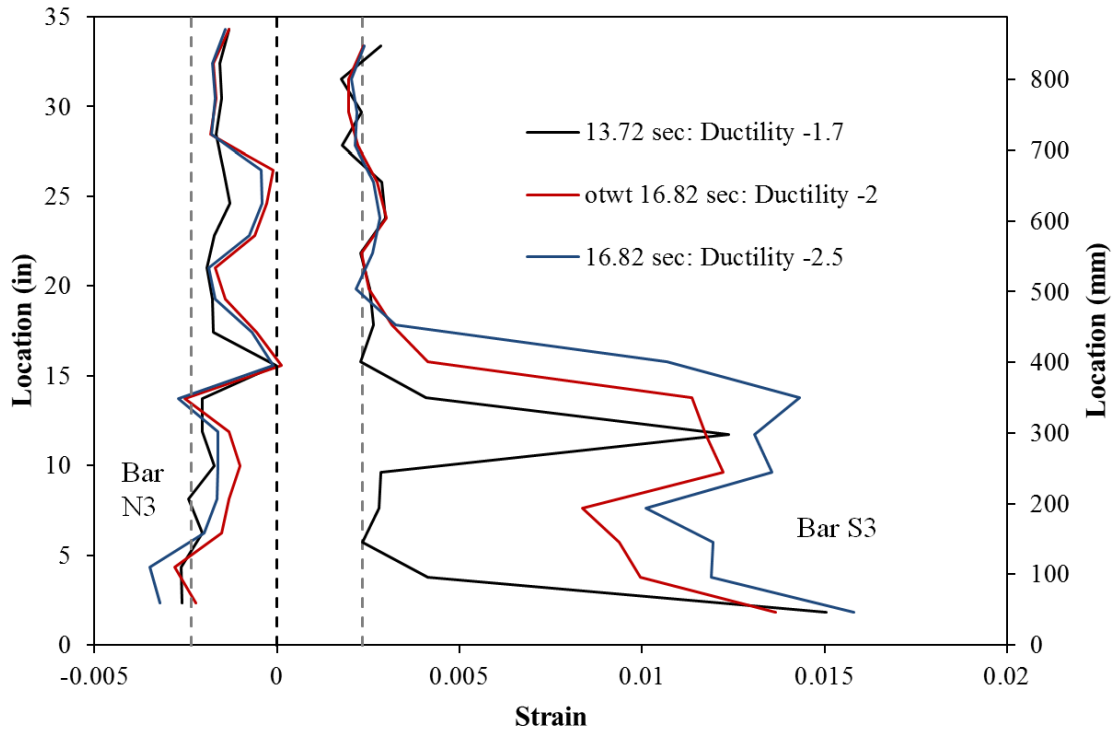 35
30
25
20
15
10
5
0
Location (in)
800
700
600
500
400
300
200
100
0
Location (mm)
13.72 sec: Ductility -1.7
otwt 16.82 sec: Ductility -2
16.82 sec: Ductility -2.5
Bar
N3
Bar S3
-0.005
0
0.005
0.01
0.015
0.02
Strain